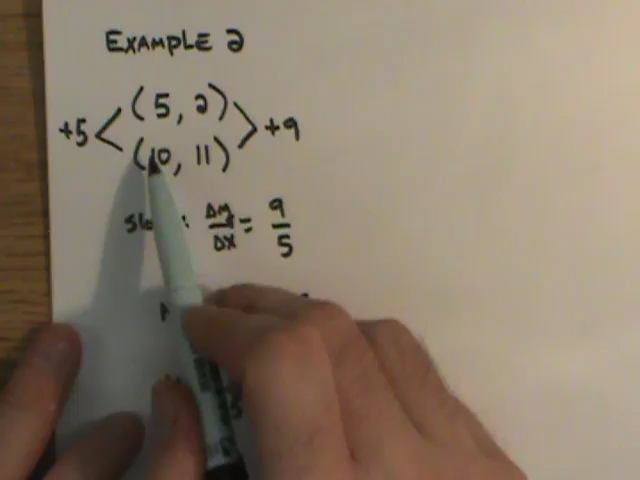 EXAMPLE 2
(5, 2)
+5 < > +9
(10, 11)
Δy/Δx = 9/5